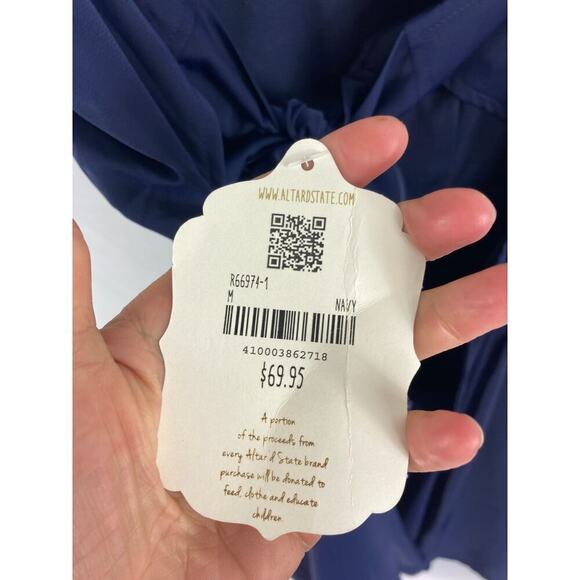 WWW.ALTARDSTATE.COM
R66974-1
M NAVY
410003862718
$69.95
A portion
of the proceeds from
every Altar'd State brand
purchase will be donated to
feed, clothe and educate
children.